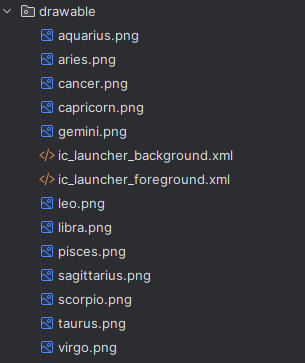 drawable
aquarius.png
aries.png
cancer.png
capricorn.png
gemini.png
ic_launcher_background.xml
ic_launcher_foreground.xml
leo.png
libra.png
pisces.png
sagittarius.png
scorpio.png
taurus.png
virgo.png